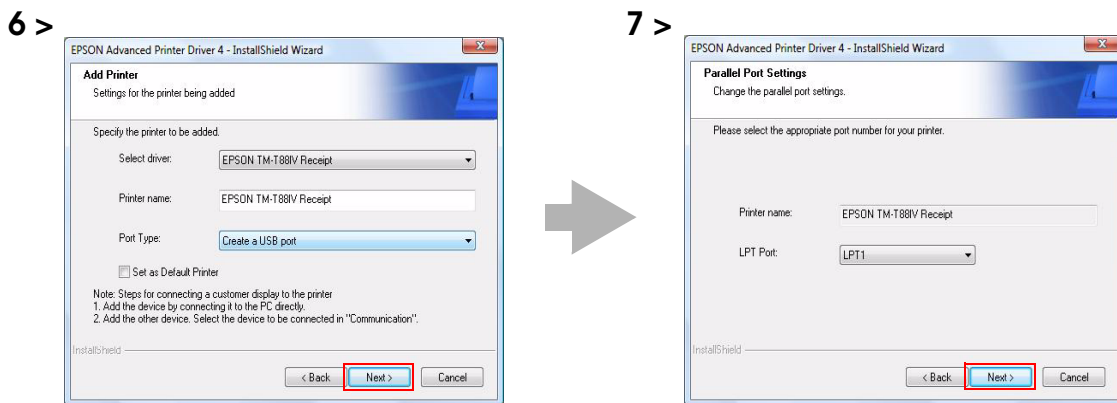 6 >
EPSON Advanced Printer Driver 4 - InstallShield Wizard
Add Printer
Settings for the printer being added
Specify the printer to be added.
Select driver: EPSON TM-T88IV Receipt
Printer name: EPSON TM-T88IV Receipt
Port Type: Create a USB port
Set as Default Printer
Note: Steps for connecting a customer display to the printer
1. Add the device by connecting it to the PC directly.
2. Add the other device. Select the device to be connected in "Communication".
InstallShield
< Back Next > Cancel
7 >
EPSON Advanced Printer Driver 4 - InstallShield Wizard
Parallel Port Settings
Change the parallel port settings.
Please select the appropriate port number for your printer.
Printer name: EPSON TM-T88IV Receipt
LPT Port: LPT1
InstallShield
< Back Next > Cancel